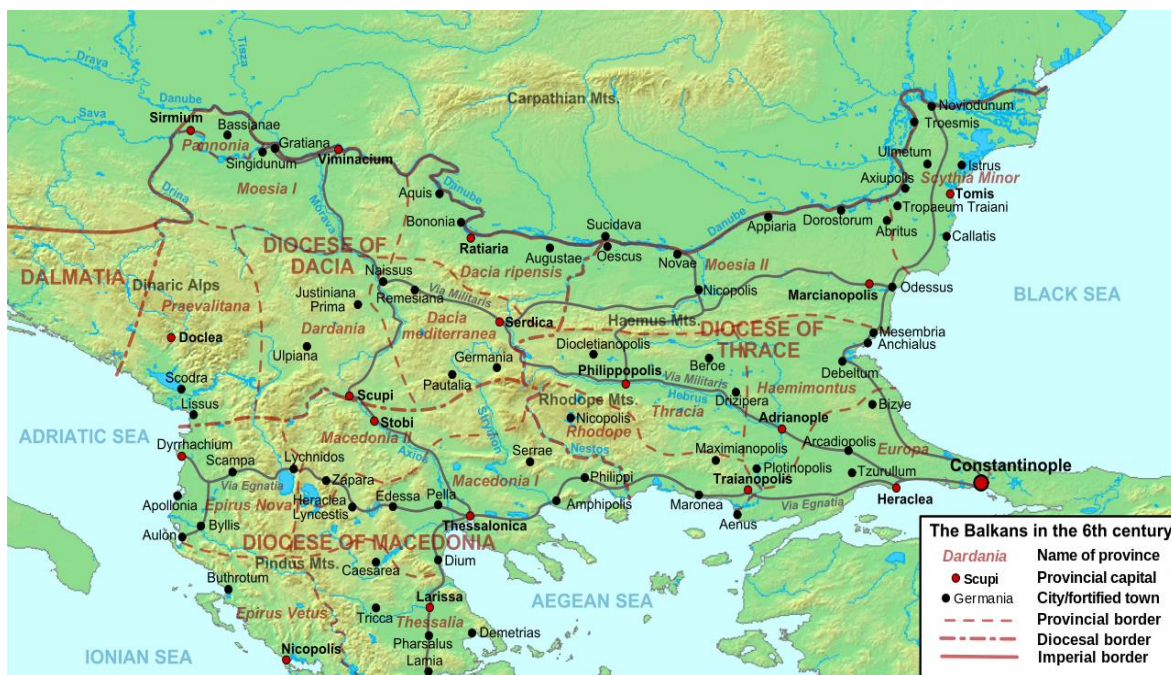 Drava
Tisza
Carpathian Mts.
Danube
Sava
Sirmium
Bassianae
Pannonia
Gratiana
Singidunum
Viminacium
Moesia I
Drina
Morava
Noviodunum
Troesmis
Ulmetum
Istrus
Axiupolis
Scythia Minor
Tomis
Tropaeum Traiani
Abritus
Callatis
Aquis
Danube
Bononia
Ratiaria
Sucidava
Augustae
Oescus
Danube
Appiaria
Dorostorum
Novae
Moesia II
DIOCESE OF
DACIA
Dacia ripensis
DALMATIA
Dinaric Alps
Praevalitana
Naissus
Remesiana
Via Militaris
Justiniana
Prima
Dardania
Dacia
mediterranea
Serdica
Nicopolis
Marcianopolis
Odessus
BLACK SEA
Haemus Mts.
DIOCESE OF
THRACE
Doclea
Ulpiana
Germania
Pautalia
Diocletianopolis
Philippopolis
Beroe
Via Militaris
Haemimontus
Mesembria
Anchialus
Debeltum
Scodra
Lissus
Scupi
Stobi
Macedonia II
Strymon
Rhodope Mts.
Nicopolis
Rhodope
Nestos
Thracia
Hebrus
Drizipera
Adrianople
Bizye
ADRIATIC SEA
Dyrrhachium
Scampa
Lychnidos
Zápara
Axios
Serrae
Macedonia I
Philippi
Maximianopolis
Plotinopolis
Arcadiopolis
Europa
Tzurullum
Constantinople
Via Egnatia
Apollonia
Epirus Nova
Heraclea
Lyncestis
Edessa
Pella
Thessalonica
Amphipolis
Maronea
Traianopolis
Aenus
Via Egnatia
Heraclea
Byllis
Aulon
DIOCESE OF MACEDONIA
Pindus Mts.
Caesarea
Dium
Buthrotum
Epirus Vetus
Larissa
Tricca
Thessalia
Demetrias
Pharsalus
Lamia
Nicopolis
AEGEAN SEA
IONIAN SEA
The Balkans in the 6th century
Dardania Name of province
Scupi Provincial capital
Germania City/fortified town
Provincial border
Diocesal border
Imperial border